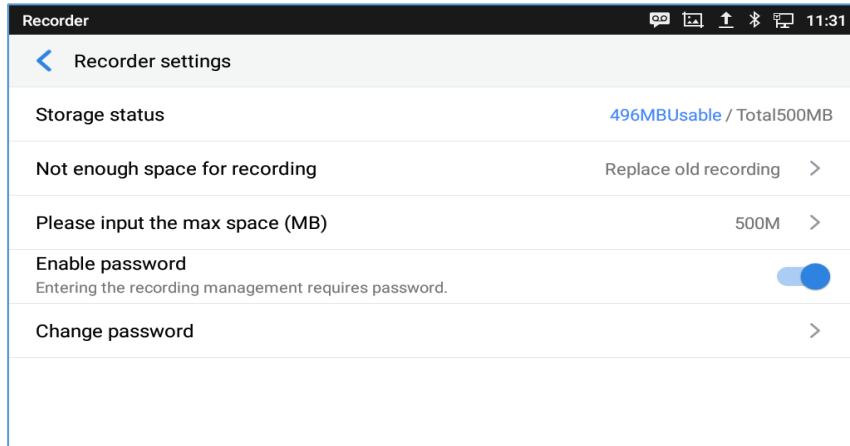 Recorder 11:31
Recorder settings
Storage status 496MBUsable / Total500MB
Not enough space for recording Replace old recording
Please input the max space (MB) 500M
Enable password
Entering the recording management requires password.
Change password